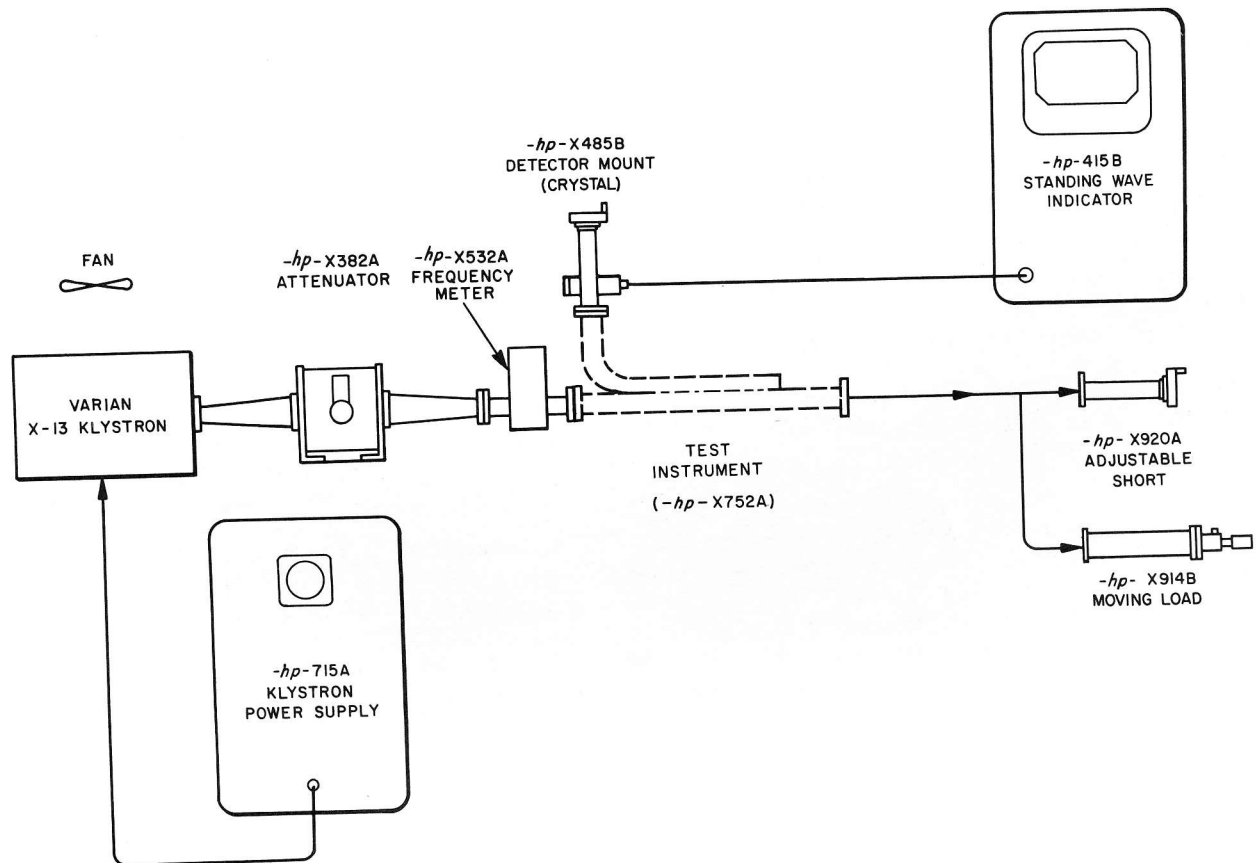 -hp-X485B
DETECTOR MOUNT
(CRYSTAL)
-hp-415B
STANDING WAVE
INDICATOR
FAN
-hp-X382A
ATTENUATOR
-hp-X532A
FREQUENCY
METER
VARIAN
X-13 KLYSTRON
TEST
INSTRUMENT
(-hp-X752A)
-hp- X920A
ADJUSTABLE
SHORT
-hp- X914B
MOVING LOAD
-hp-715A
KLYSTRON
POWER SUPPLY